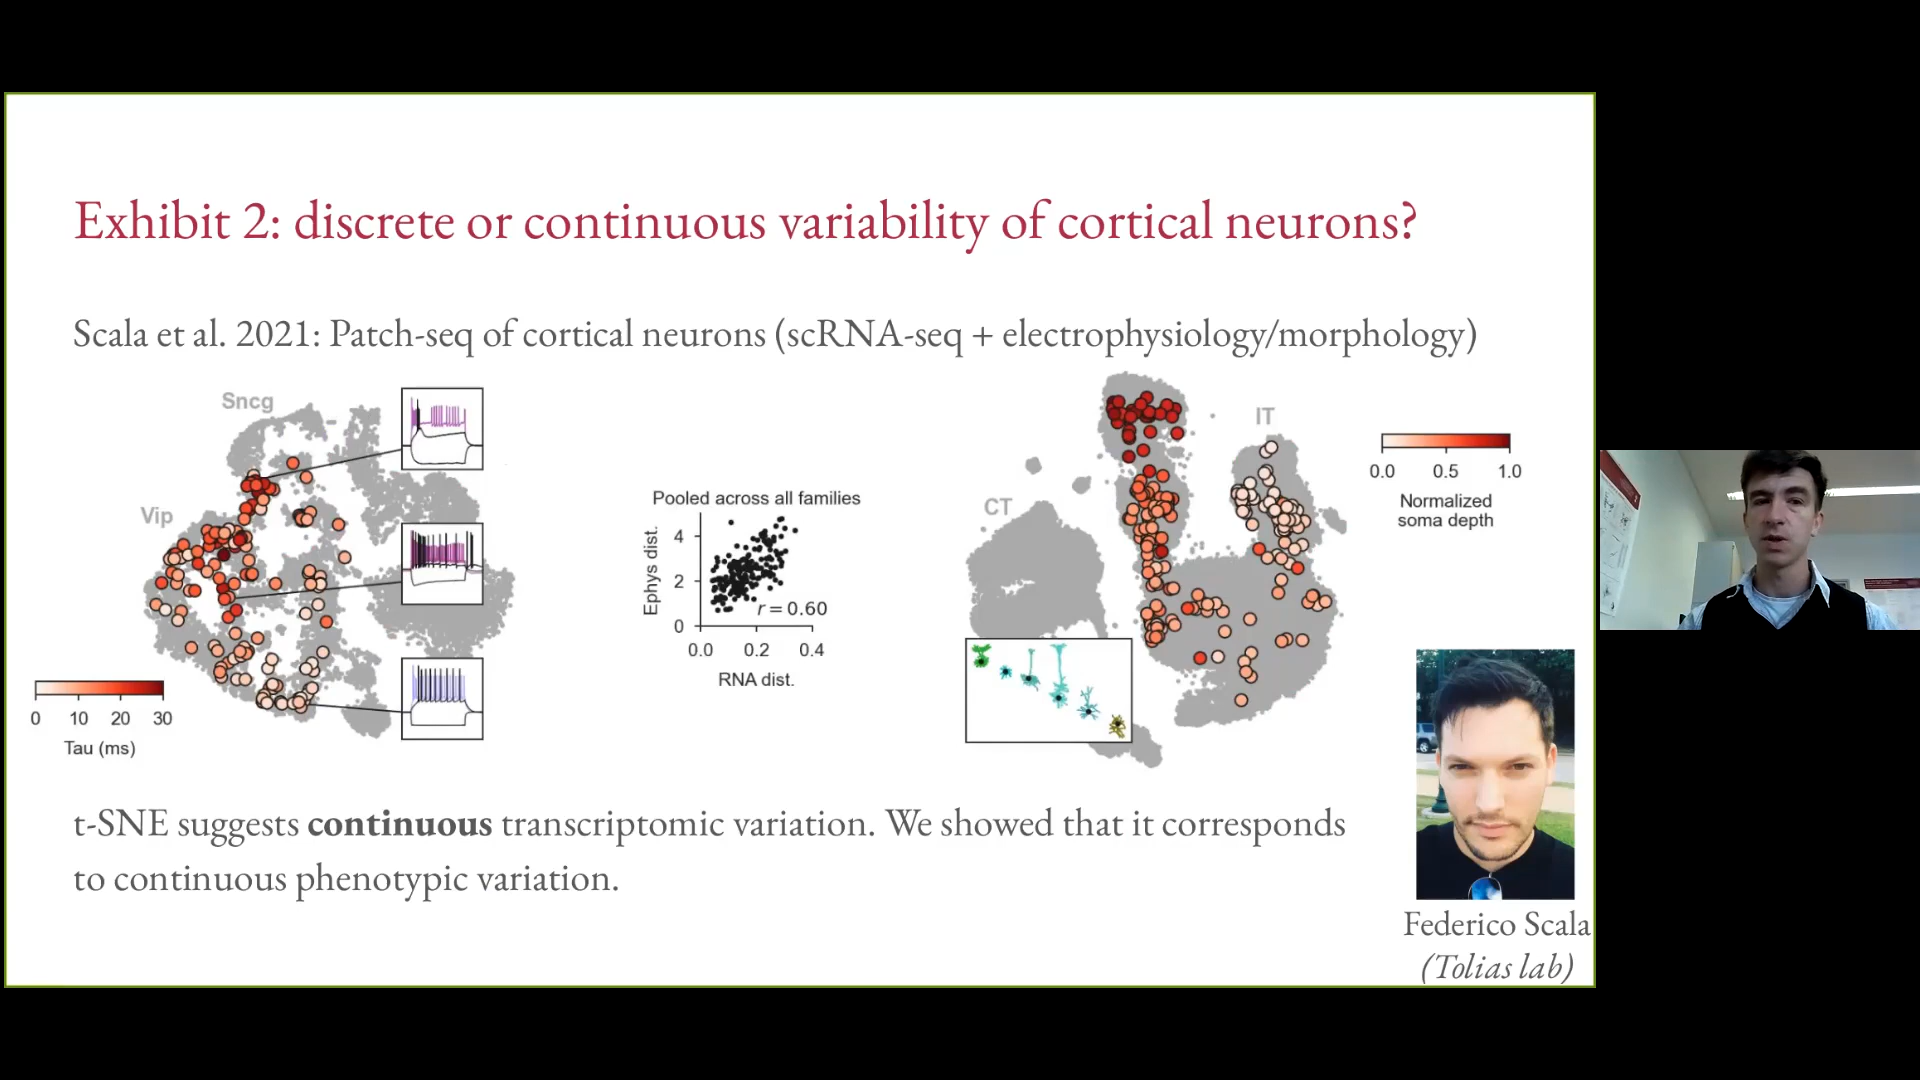 Exhibit 2: discrete or continuous variability of cortical neurons?
Scala et al. 2021: Patch-seq of cortical neurons (scRNA-seq + electrophysiology/morphology)
Sncg
Vip
0 10 20 30
Tau (ms)
Pooled across all families
Ephys dist.
4
2
0
r = 0.60
0.0 0.2 0.4
RNA dist.
CT
IT
0.0 0.5 1.0
Normalized
soma depth
t-SNE suggests continuous transcriptomic variation. We showed that it corresponds
to continuous phenotypic variation.
Federico Scala
(Tolias lab)